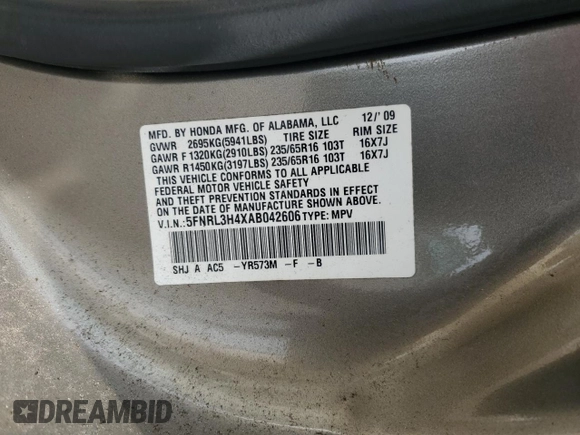 MFD. BY HONDA MFG. OF ALABAMA, LLC 12/'09
GVWR 2695KG(5941LBS) TIRE SIZE RIM SIZE
GAWR F 1320KG(2910LBS) 235/65R16 103T 16X7J
GAWR R1450KG(3197LBS) 235/65R16 103T 16X7J
THIS VEHICLE CONFORMS TO ALL APPLICABLE
FEDERAL MOTOR VEHICLE SAFETY
AND THEFT PREVENTION STANDARDS IN EFFECT
ON THE DATE OF MANUFACTURE SHOWN ABOVE.
V.I.N.:5FNRL3H4XAB042606 TYPE: MPV
SHJ A AC5 -YR573M -F -B
DREAMBID